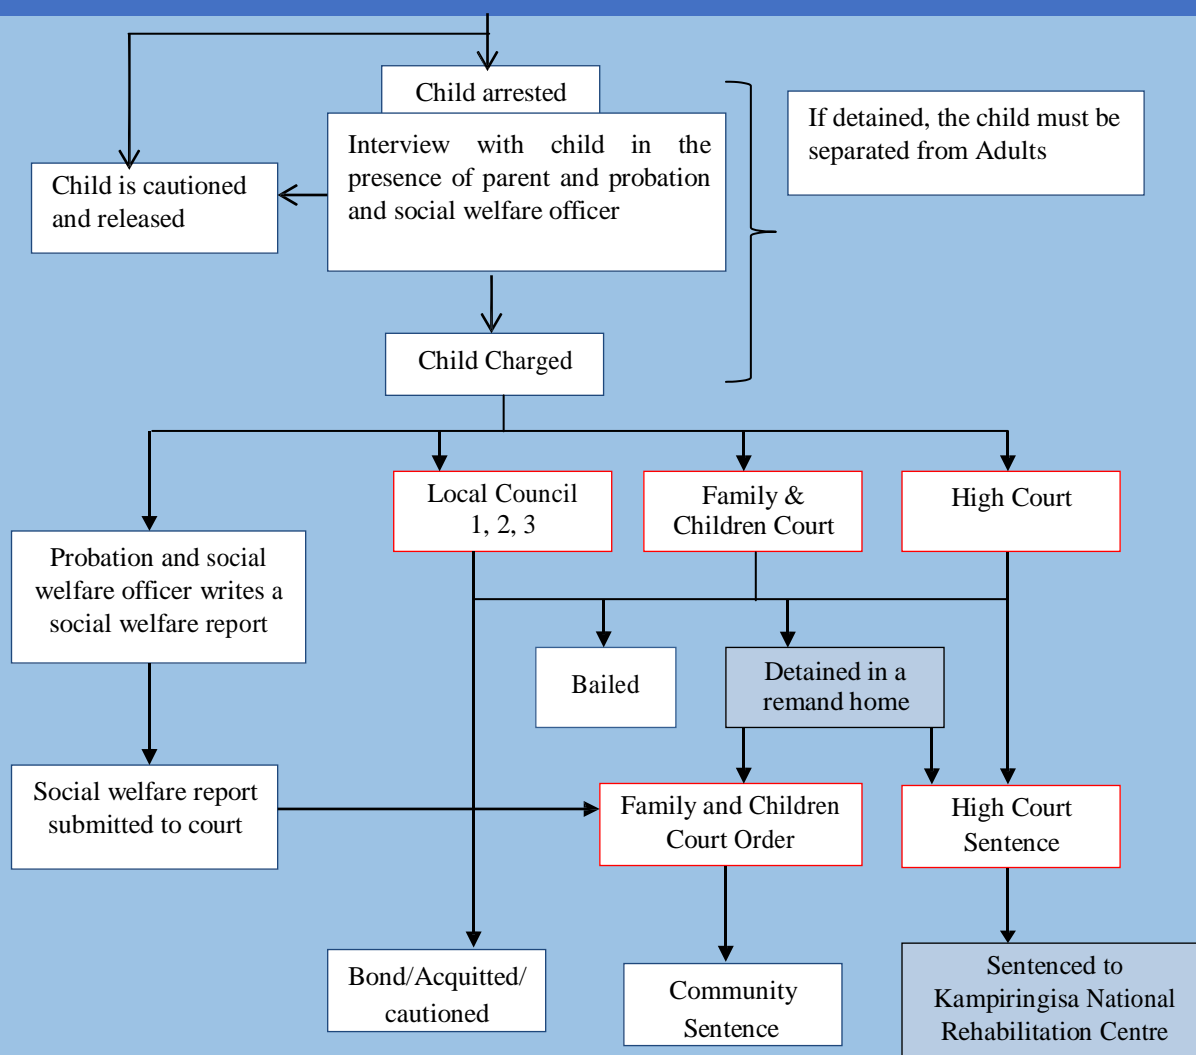 Child arrested
If detained, the child must be
separated from Adults
Interview with child in the
presence of parent and probation
and social welfare officer
Child is cautioned
and released
Child Charged
Local Council
1, 2, 3
Family &
Children Court
High Court
Probation and social
welfare officer writes a
social welfare report
Bailed
Detained in a
remand home
Social welfare report
submitted to court
Family and Children
Court Order
High Court
Sentence
Bond/Acquitted/
cautioned
Community
Sentence
Sentenced to
Kampiringisa National
Rehabilitation Centre